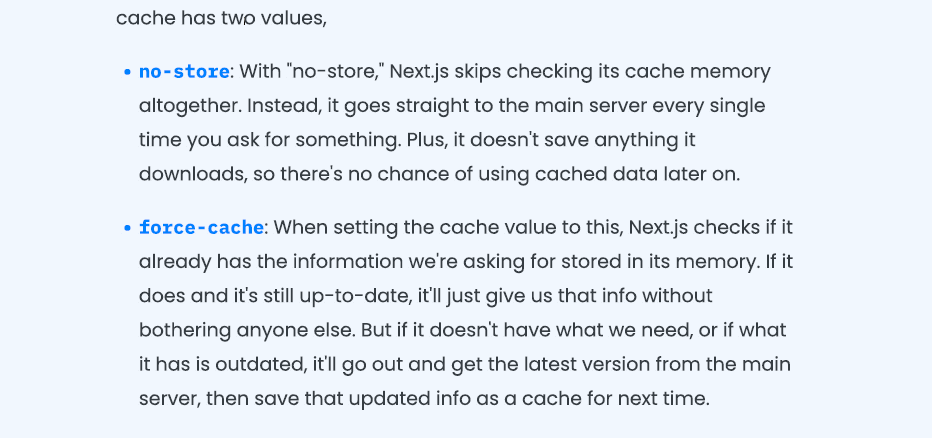 cache has two values,
• no-store: With "no-store," Next.js skips checking its cache memory
altogether. Instead, it goes straight to the main server every single
time you ask for something. Plus, it doesn't save anything it
downloads, so there's no chance of using cached data later on.
• force-cache: When setting the cache value to this, Next.js checks if it
already has the information we're asking for stored in its memory. If it
does and it's still up-to-date, it'll just give us that info without
bothering anyone else. But if it doesn't have what we need, or if what
it has is outdated, it'll go out and get the latest version from the main
server, then save that updated info as a cache for next time.